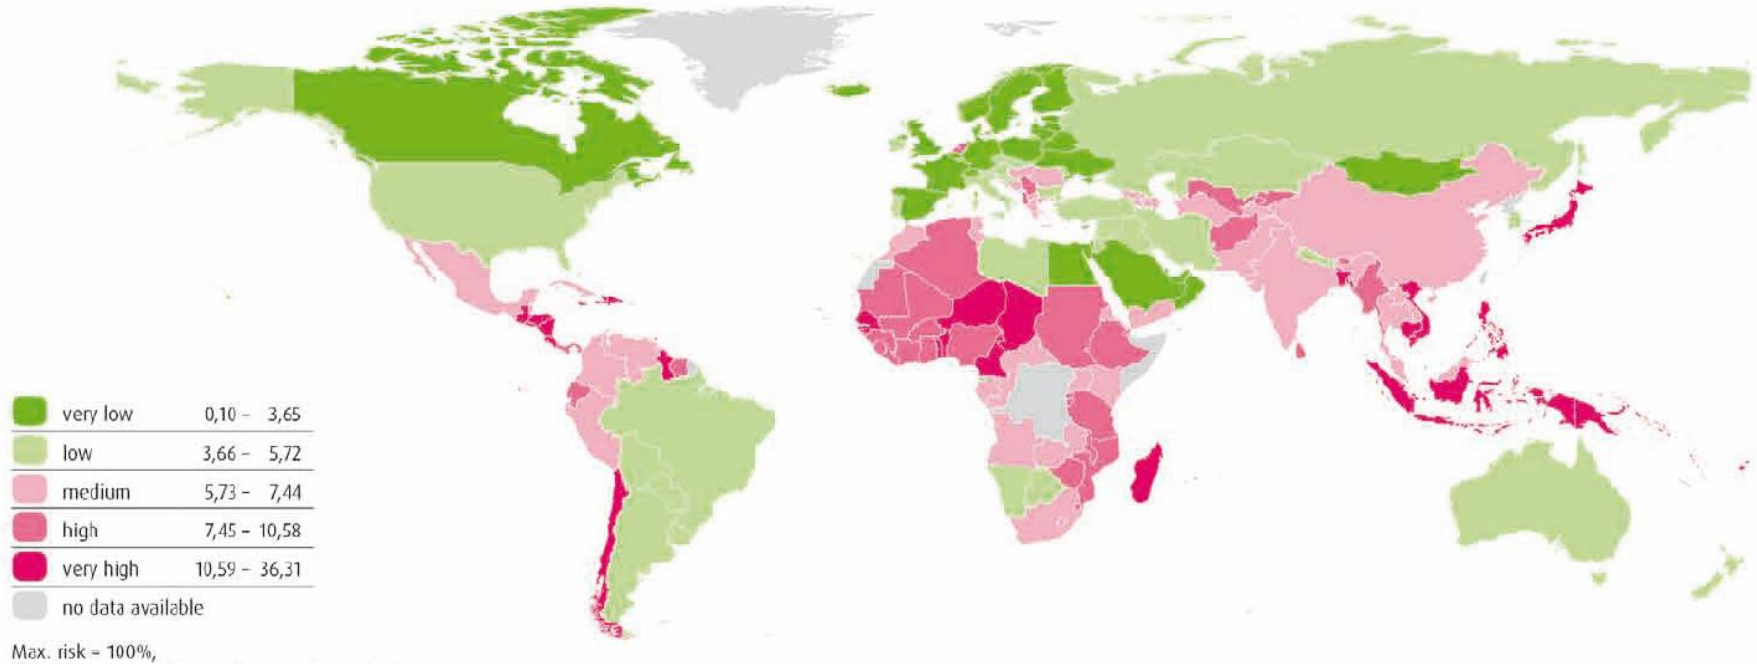 very low 0,10 – 3,65
low 3,66 – 5,72
medium 5,73 – 7,44
high 7,45 – 10,58
very high 10,59 – 36,31
no data available
Max. risk = 100%,